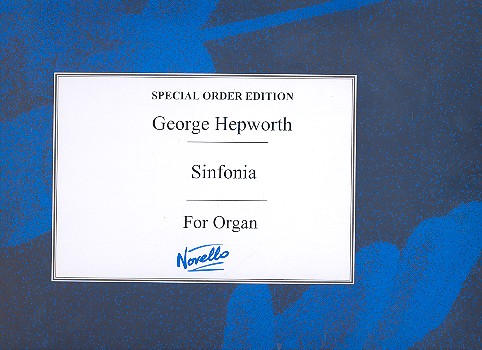 SPECIAL ORDER EDITION
George Hepworth
Sinfonia
For Organ
Novello